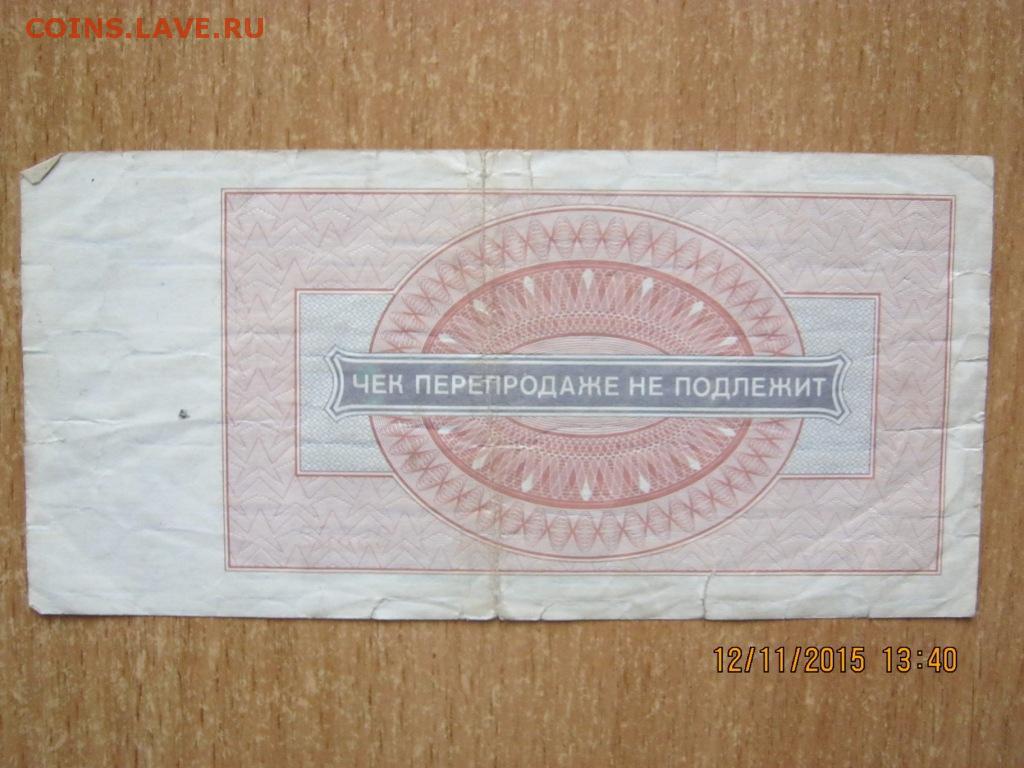 COINS.LAVE.RU
ЧЕК ПЕРЕПРОДАЖЕ НЕ ПОДЛЕЖИТ
12/11/2015 13:40